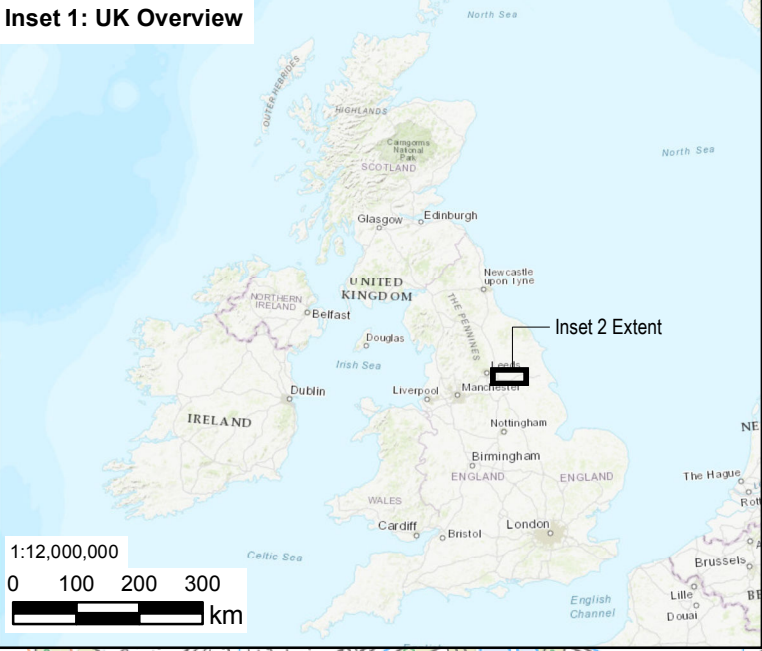 Inset 1: UK Overview
North Sea
OUTER HEBRIDES
HIGHLANDS
Cairngorms
National
Park
SCOTLAND
North Sea
Glasgow
Edinburgh
Newcastle
upon Tyne
UNITED
KINGDOM
NORTHERN
IRELAND
Belfast
THE PENNINES
Douglas
Inset 2 Extent
Irish Sea
Leeds
Dublin
Liverpool
Manchester
IRELAND
Nottingham
NE
Birmingham
ENGLAND
ENGLAND
The Hague
Rott
WALES
Cardiff
Bristol
London
1:12,000,000
Celtic Sea
Brussels
0 100 200 300
km
English
Channel
Lille
BE
Douai